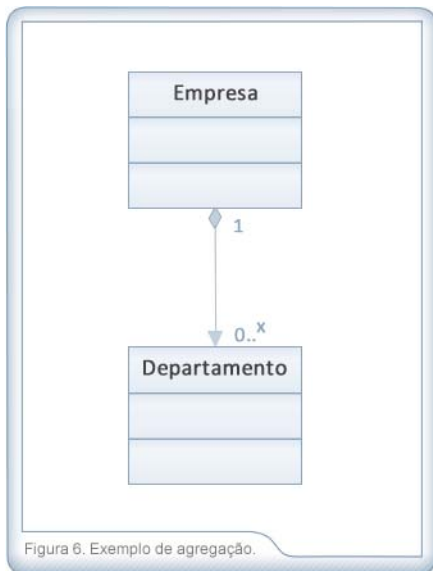 Empresa
1
0..x
Departamento
Figura 6. Exemplo de agregação.